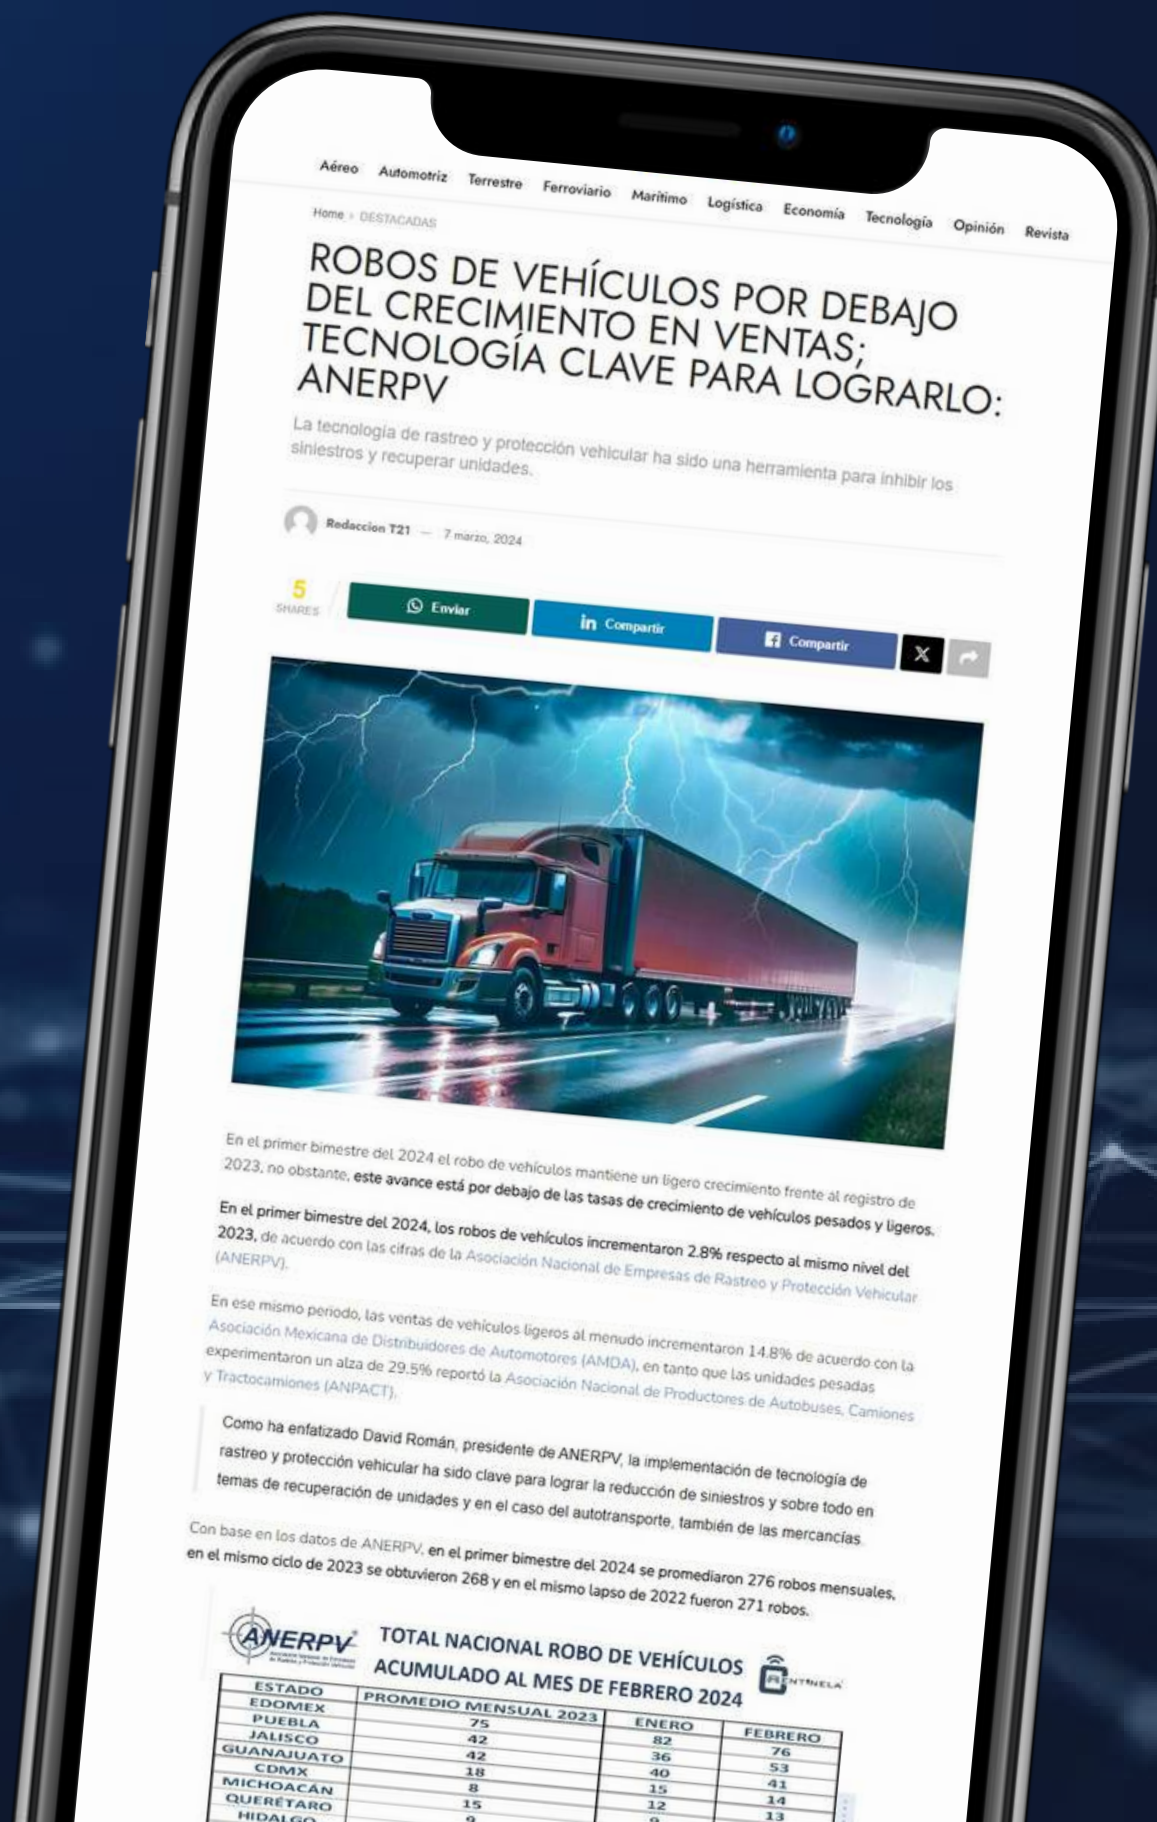 Aéreo Automotriz Terrestre Ferroviario Marítimo Logística Economía Tecnología Opinión Revista
Home › DESTACADAS
ROBOS DE VEHÍCULOS POR DEBAJO
DEL CRECIMIENTO EN VENTAS;
TECNOLOGÍA CLAVE PARA LOGRARLO:
ANERPV
La tecnología de rastreo y protección vehicular ha sido una herramienta para inhibir los
siniestros y recuperar unidades.
Redaccion T21 — 7 marzo, 2024
5
SHARES
Enviar
in Compartir
f Compartir
X
En el primer bimestre del 2024 el robo de vehículos mantiene un ligero crecimiento frente al registro de
2023, no obstante, este avance está por debajo de las tasas de crecimiento de vehículos pesados y ligeros.
En el primer bimestre del 2024, los robos de vehículos incrementaron 2.8% respecto al mismo nivel del
2023, de acuerdo con las cifras de la Asociación Nacional de Empresas de Rastreo y Protección Vehicular
(ANERPV).
En ese mismo periodo, las ventas de vehículos ligeros al menudo incrementaron 14.8% de acuerdo con la
Asociación Mexicana de Distribuidores de Automotores (AMDA), en tanto que las unidades pesadas
experimentaron un alza de 29.5% reportó la Asociación Nacional de Productores de Autobuses, Camiones
y Tractocamiones (ANPACT).
Como ha enfatizado David Román, presidente de ANERPV, la implementación de tecnología de
rastreo y protección vehicular ha sido clave para lograr la reducción de siniestros y sobre todo en
temas de recuperación de unidades y en el caso del autotransporte, también de las mercancías.
Con base en los datos de ANERPV, en el primer bimestre del 2024 se promediaron 276 robos mensuales,
en el mismo ciclo de 2023 se obtuvieron 268 y en el mismo lapso de 2022 fueron 271 robos.
ANERPV
TOTAL NACIONAL ROBO DE VEHÍCULOS
ACUMULADO AL MES DE FEBRERO 2024
ESTADO PROMEDIO MENSUAL 2023 ENERO FEBRERO
EDOMEX 75 82 76
PUEBLA 42 36 53
JALISCO 42 40 41
GUANAJUATO 18 15 14
CDMX 8 12 13
MICHOACÁN 15 9
QUERÉTARO 9
HIDALGO